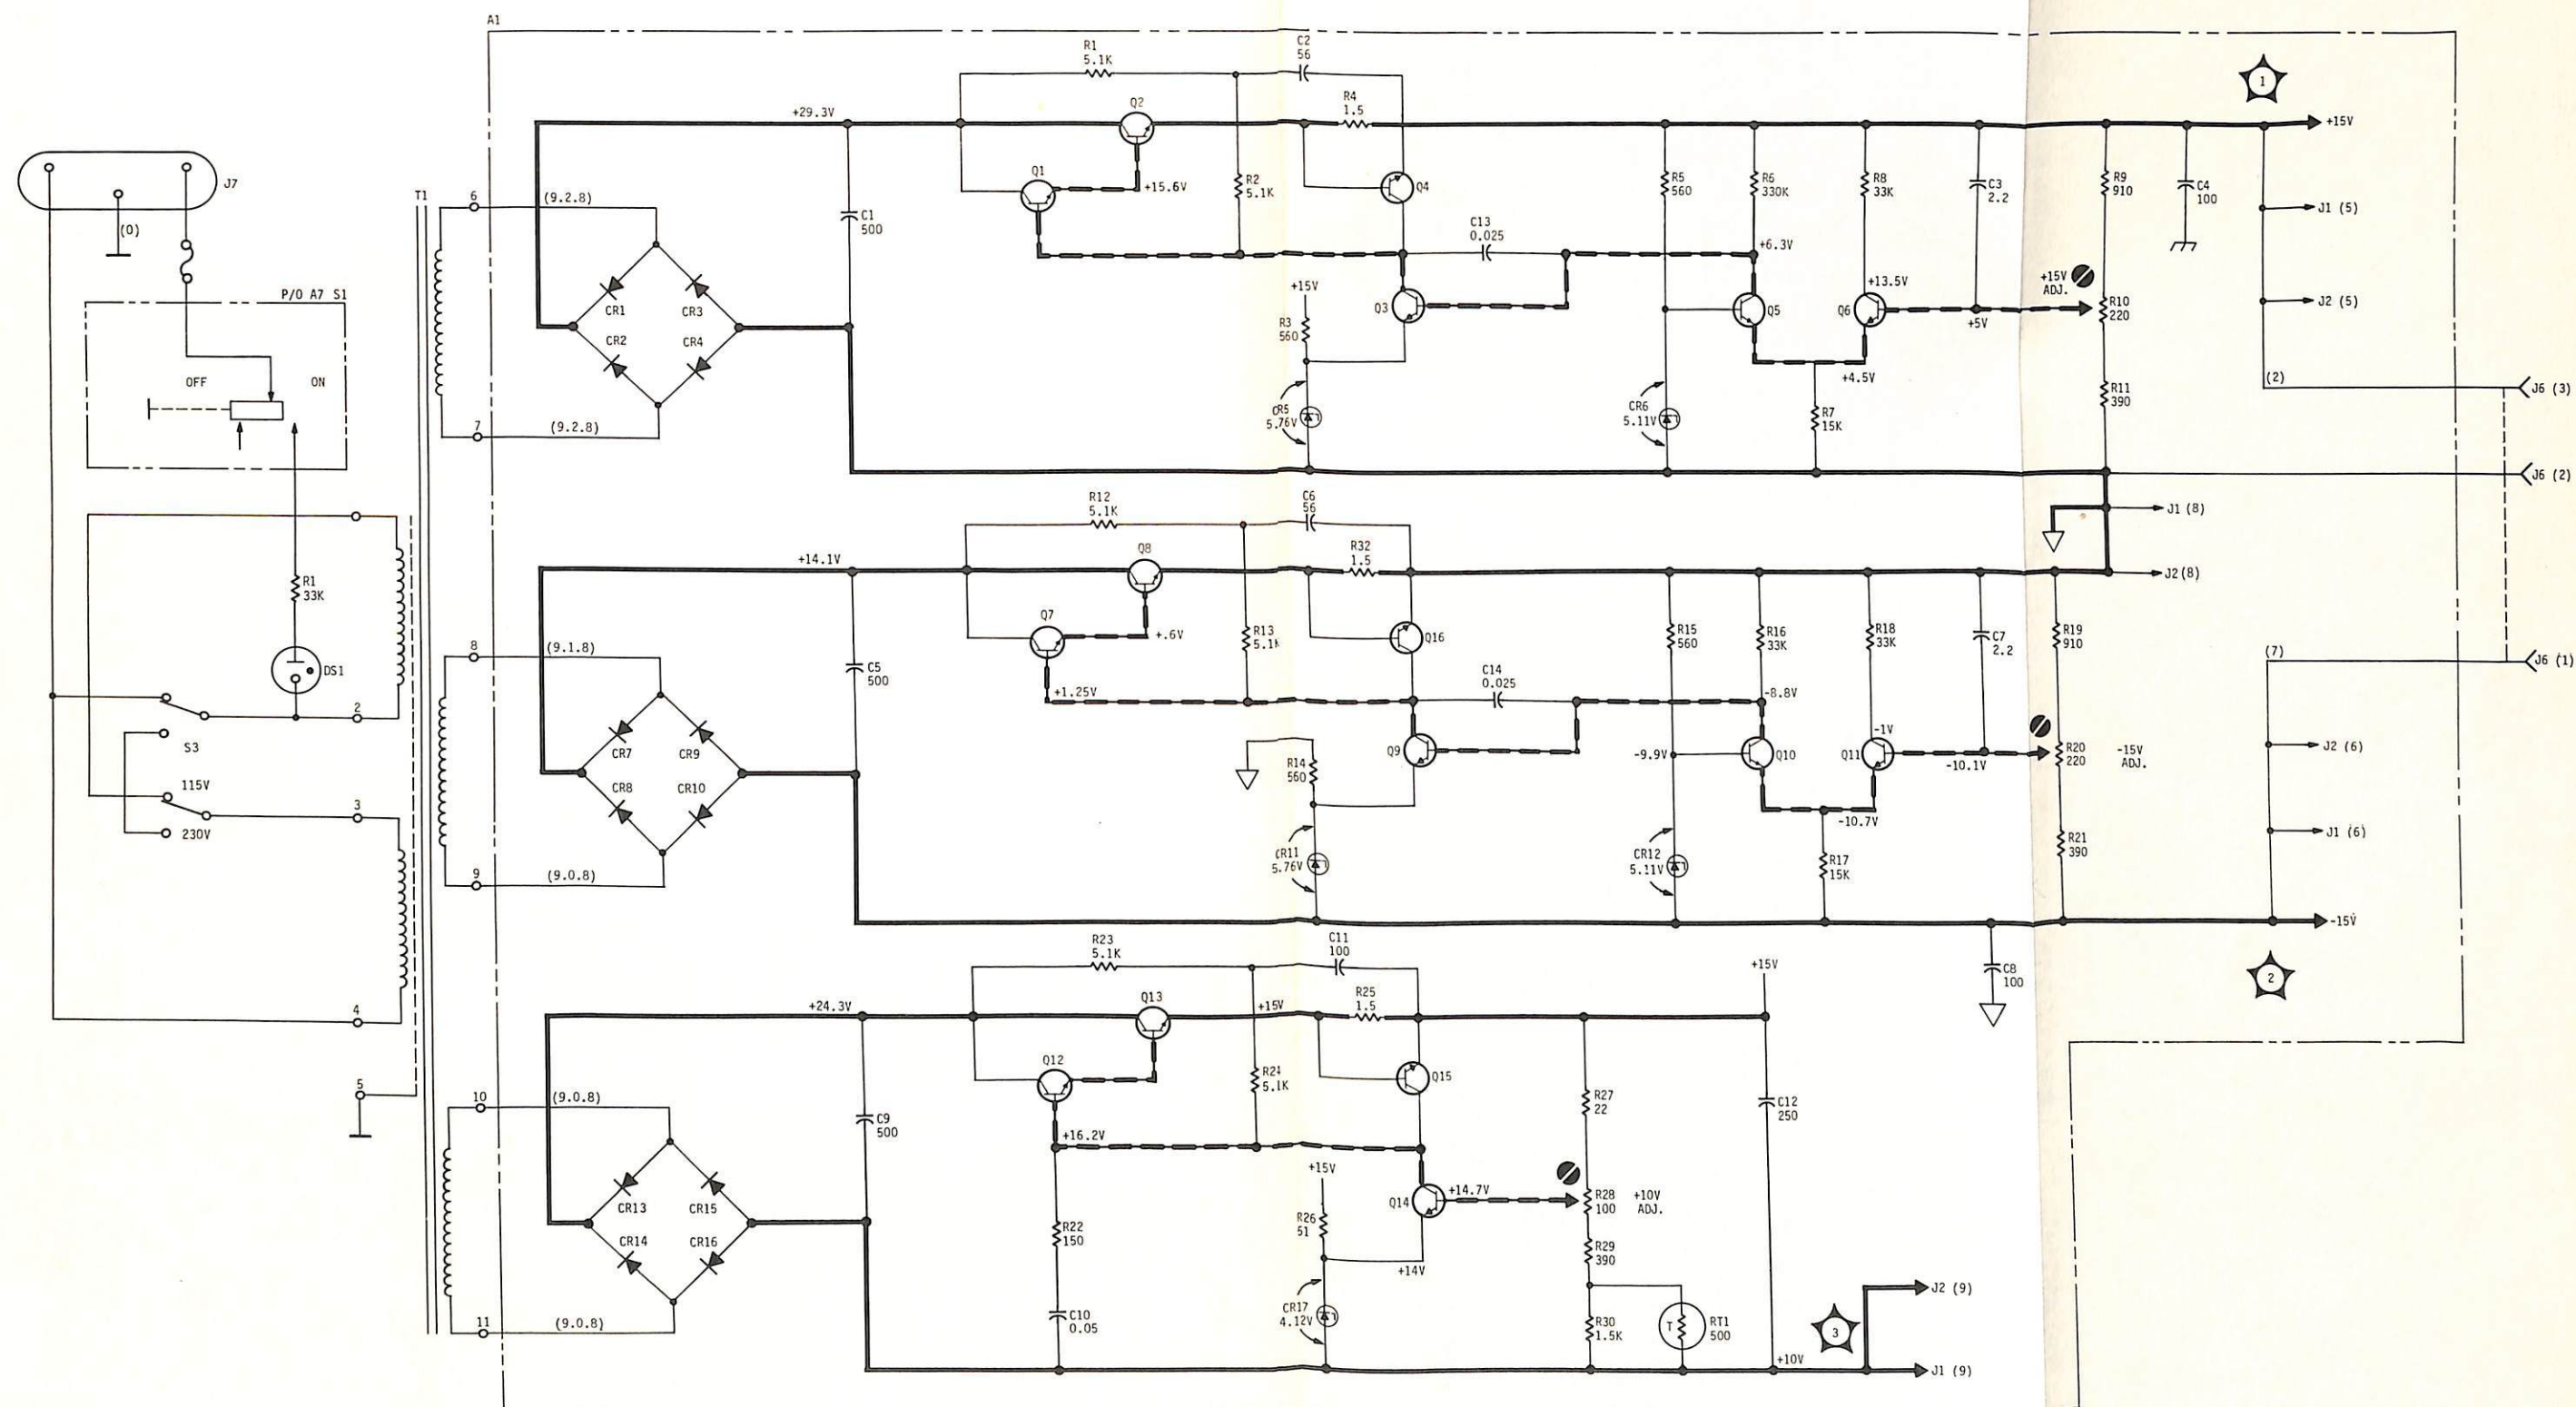 A1
J7
(0)
P/O A7 S1
OFF
ON
R1
33K
DS1
2
S3
115V
230V
3
4
5
T1
6
(9.2.8)
7
(9.2.8)
CR1
CR3
CR2
CR4
+29.3V
C1
500
R1
5.1K
C2
56
Q2
R4
1.5
Q1
+15.6V
R2
5.1K
Q4
C13
0.025
+15V
R3
560
Q3
CR5
5.76V
R5
560
R6
330K
R8
33K
C3
2.2
+6.3V
+13.5V
Q5
Q6
+5V
+4.5V
CR6
5.11V
R7
15K
R9
910
C4
100
+15V
ADJ.
R10
220
R11
390
1
+15V
J1 (5)
J2 (5)
(2)
J6 (3)
J6 (2)
J1 (8)
J2 (8)
8
(9.1.8)
9
(9.0.8)
CR7
CR9
CR8
CR10
+14.1V
C5
500
R12
5.1K
C6
56
Q8
R32
1.5
Q7
+.6V
R13
5.1K
Q16
+1.25V
C14
0.025
R14
560
Q9
CR11
5.76V
R15
560
R16
33K
R18
33K
C7
2.2
-8.8V
-9.9V
-1V
Q10
Q11
-10.1V
-10.7V
CR12
5.11V
R17
15K
R19
910
R20
220
-15V
ADJ.
R21
390
(7)
J6 (1)
J2 (6)
J1 (6)
-15V
2
C8
100
10
(9.0.8)
11
(9.0.8)
CR13
CR15
CR14
CR16
+24.3V
C9
500
R23
5.1K
C11
100
Q13
+15V
R25
1.5
Q12
R24
5.1K
Q15
+16.2V
R22
150
C10
0.05
+15V
R26
51
Q14
+14.7V
+14V
CR17
4.12V
R27
22
R28
100
+10V
ADJ.
R29
390
R30
1.5K
T
RT1
500
+15V
C12
250
+10V
3
J2 (9)
J1 (9)